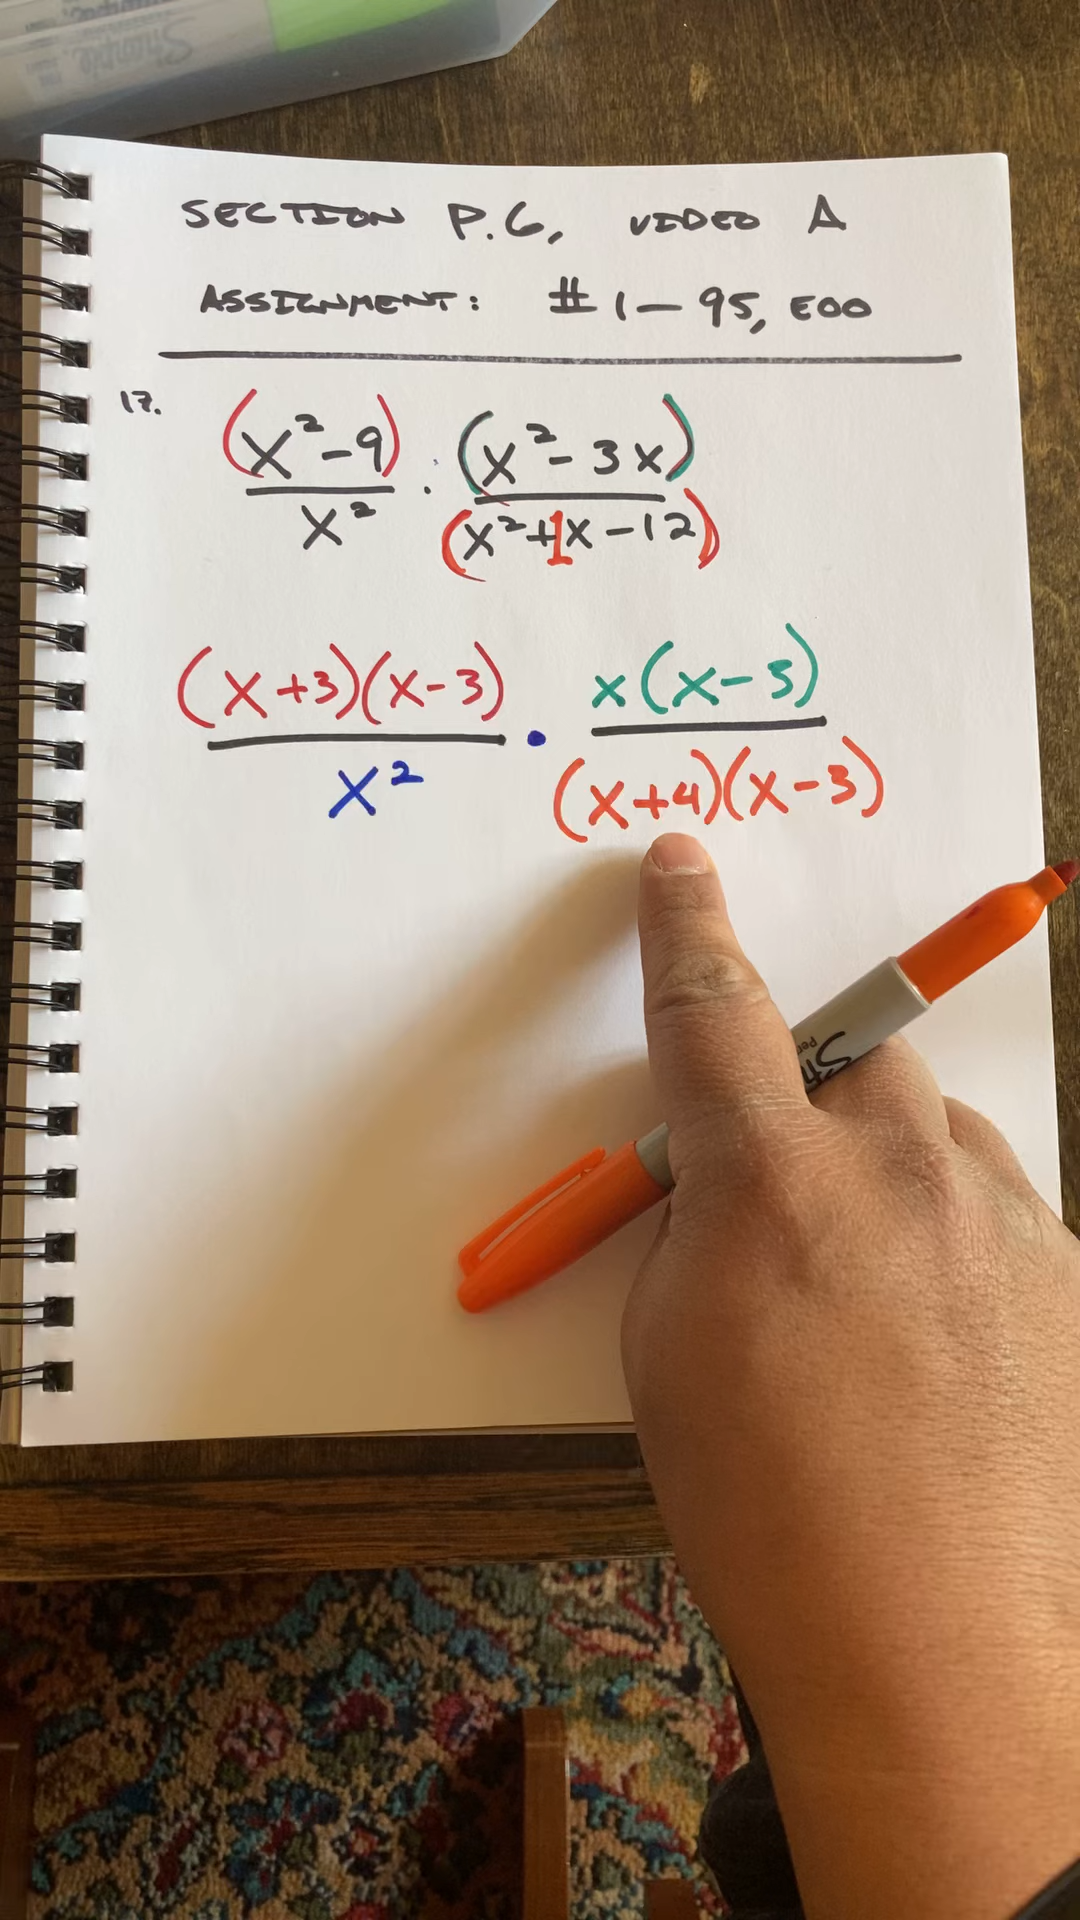 Sharpie
SECTION P.6, VIDEO A
ASSIGNMENT: # 1-95, EOO
17.
(x²-9) / x² · (x²-3x) / (x²+1x-12)
(x+3)(x-3) / x² · x(x-3) / (x+4)(x-3)